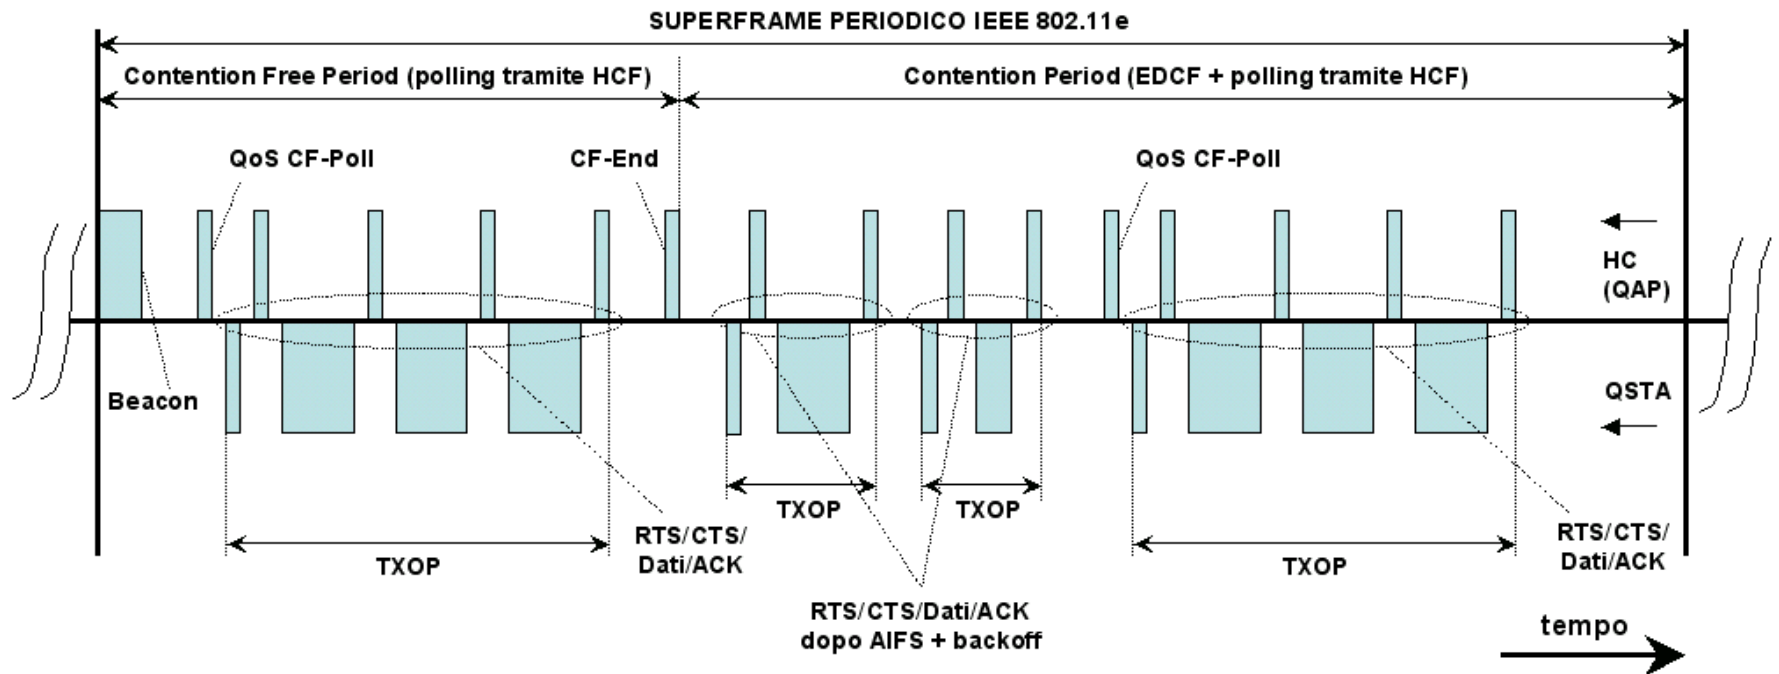 SUPERFRAME PERIODICO IEEE 802.11e
Contention Free Period (polling tramite HCF)
Contention Period (EDCF + polling tramite HCF)
QoS CF-Poll
CF-End
QoS CF-Poll
HC
(QAP)
Beacon
QSTA
TXOP
TXOP
RTS/CTS/
Dati/ACK
RTS/CTS/
Dati/ACK
TXOP
TXOP
RTS/CTS/Dati/ACK
dopo AIFS + backoff
tempo